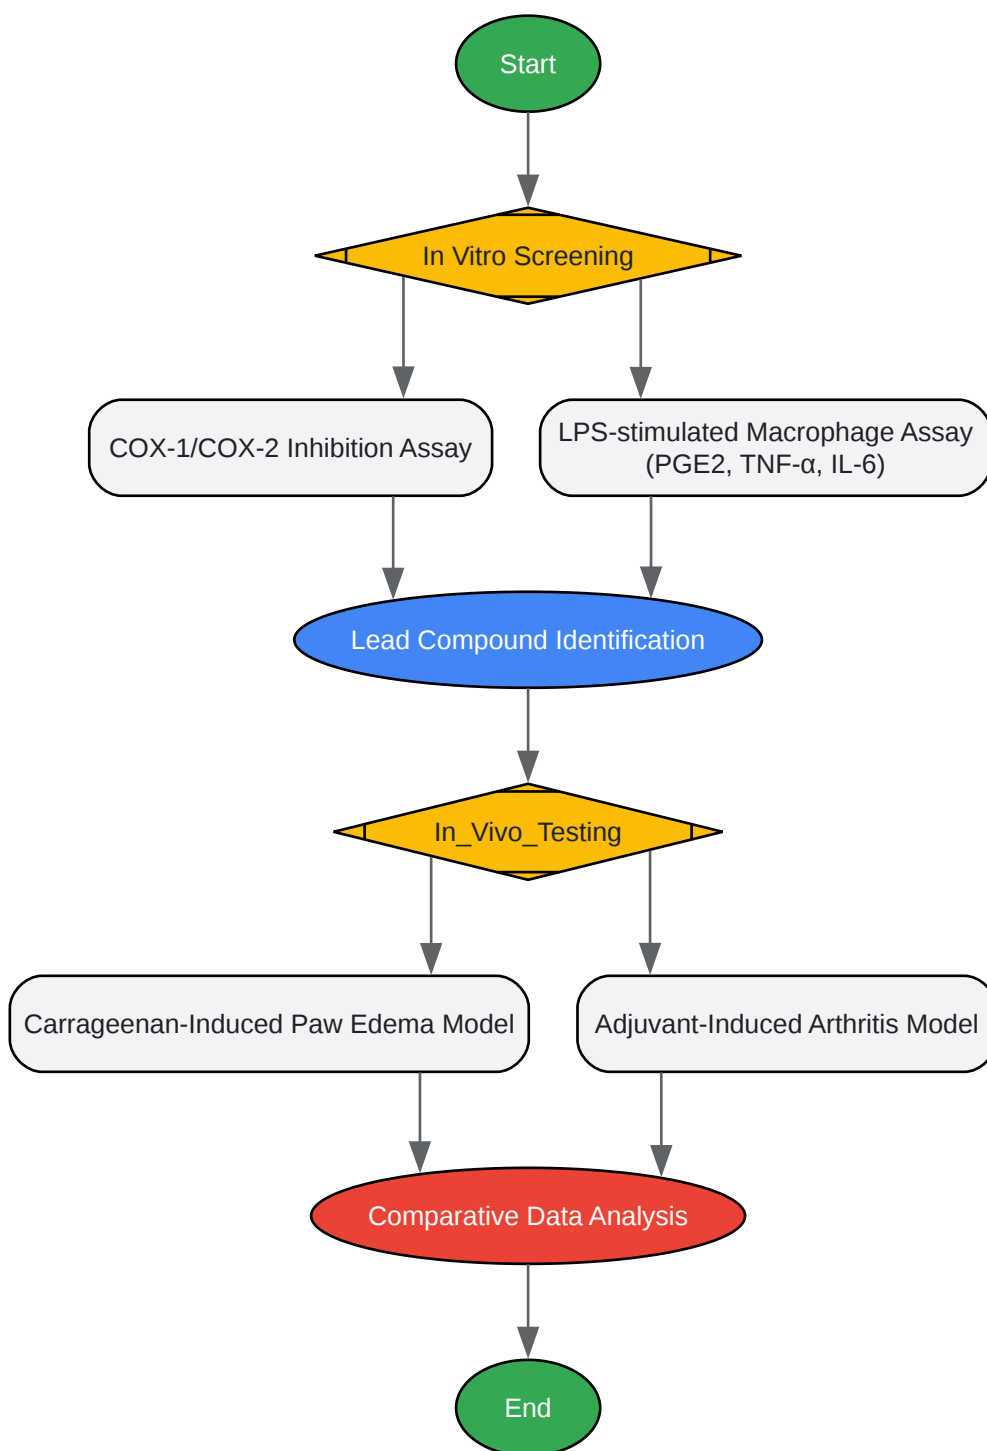 Start
In Vitro Screening
COX-1/COX-2 Inhibition Assay
LPS-stimulated Macrophage Assay
(PGE2, TNF-α, IL-6)
Lead Compound Identification
In_Vivo_Testing
Carrageenan-Induced Paw Edema Model
Adjuvant-Induced Arthritis Model
Comparative Data Analysis
End